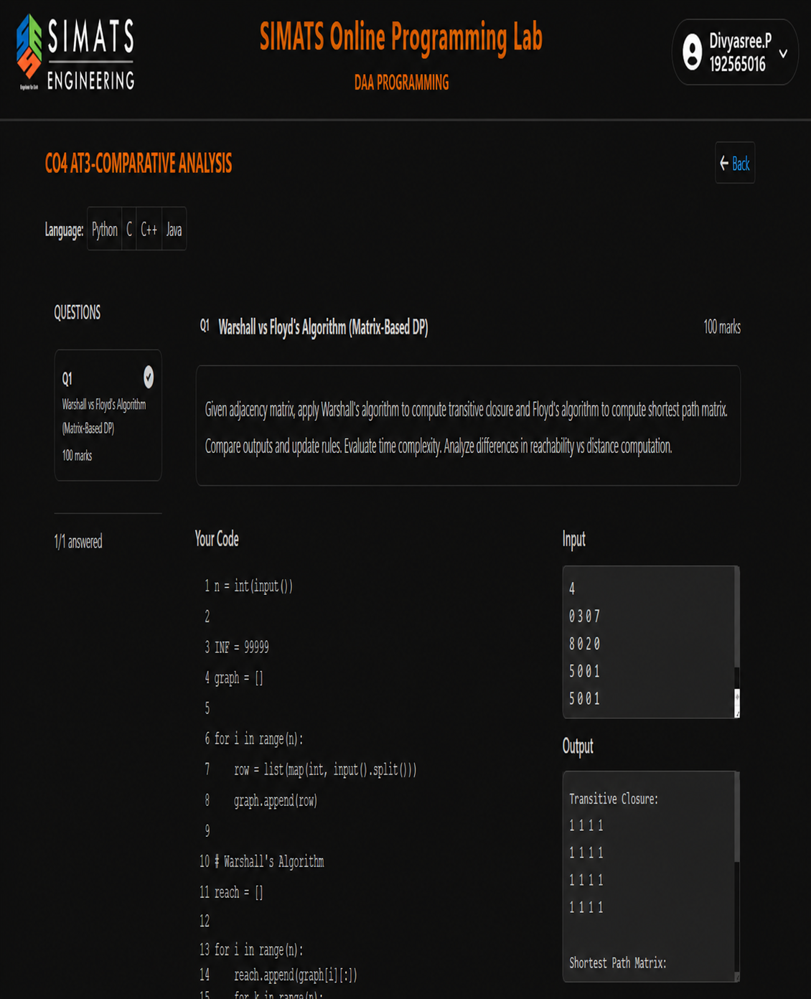 SIMATS
ENGINEERING
SIMATS Online Programming Lab
DAA PROGRAMMING
Divyasree.P
192565016
CO4 AT3-COMPARATIVE ANALYSIS
← Back
Language: Python C C++ Java
QUESTIONS
Q1
Warshall vs Floyd's Algorithm
(Matrix-Based DP)
100 marks
1/1 answered
Q1 Warshall vs Floyd's Algorithm (Matrix-Based DP) 100 marks
Given adjacency matrix, apply Warshall's algorithm to compute transitive closure and Floyd's algorithm to compute shortest path matrix.
Compare outputs and update rules. Evaluate time complexity. Analyze differences in reachability vs distance computation.
Your Code
1 n = int(input())
2
3 INF = 99999
4 graph = []
5
6 for i in range(n):
7     row = list(map(int, input().split()))
8     graph.append(row)
9
10 # Warshall's Algorithm
11 reach = []
12
13 for i in range(n):
14     reach.append(graph[i][:])
15     for k in range(n):
Input
4
0 3 0 7
8 0 2 0
5 0 0 1
5 0 0 1
Output
Transitive Closure:
1 1 1 1
1 1 1 1
1 1 1 1
1 1 1 1
Shortest Path Matrix: